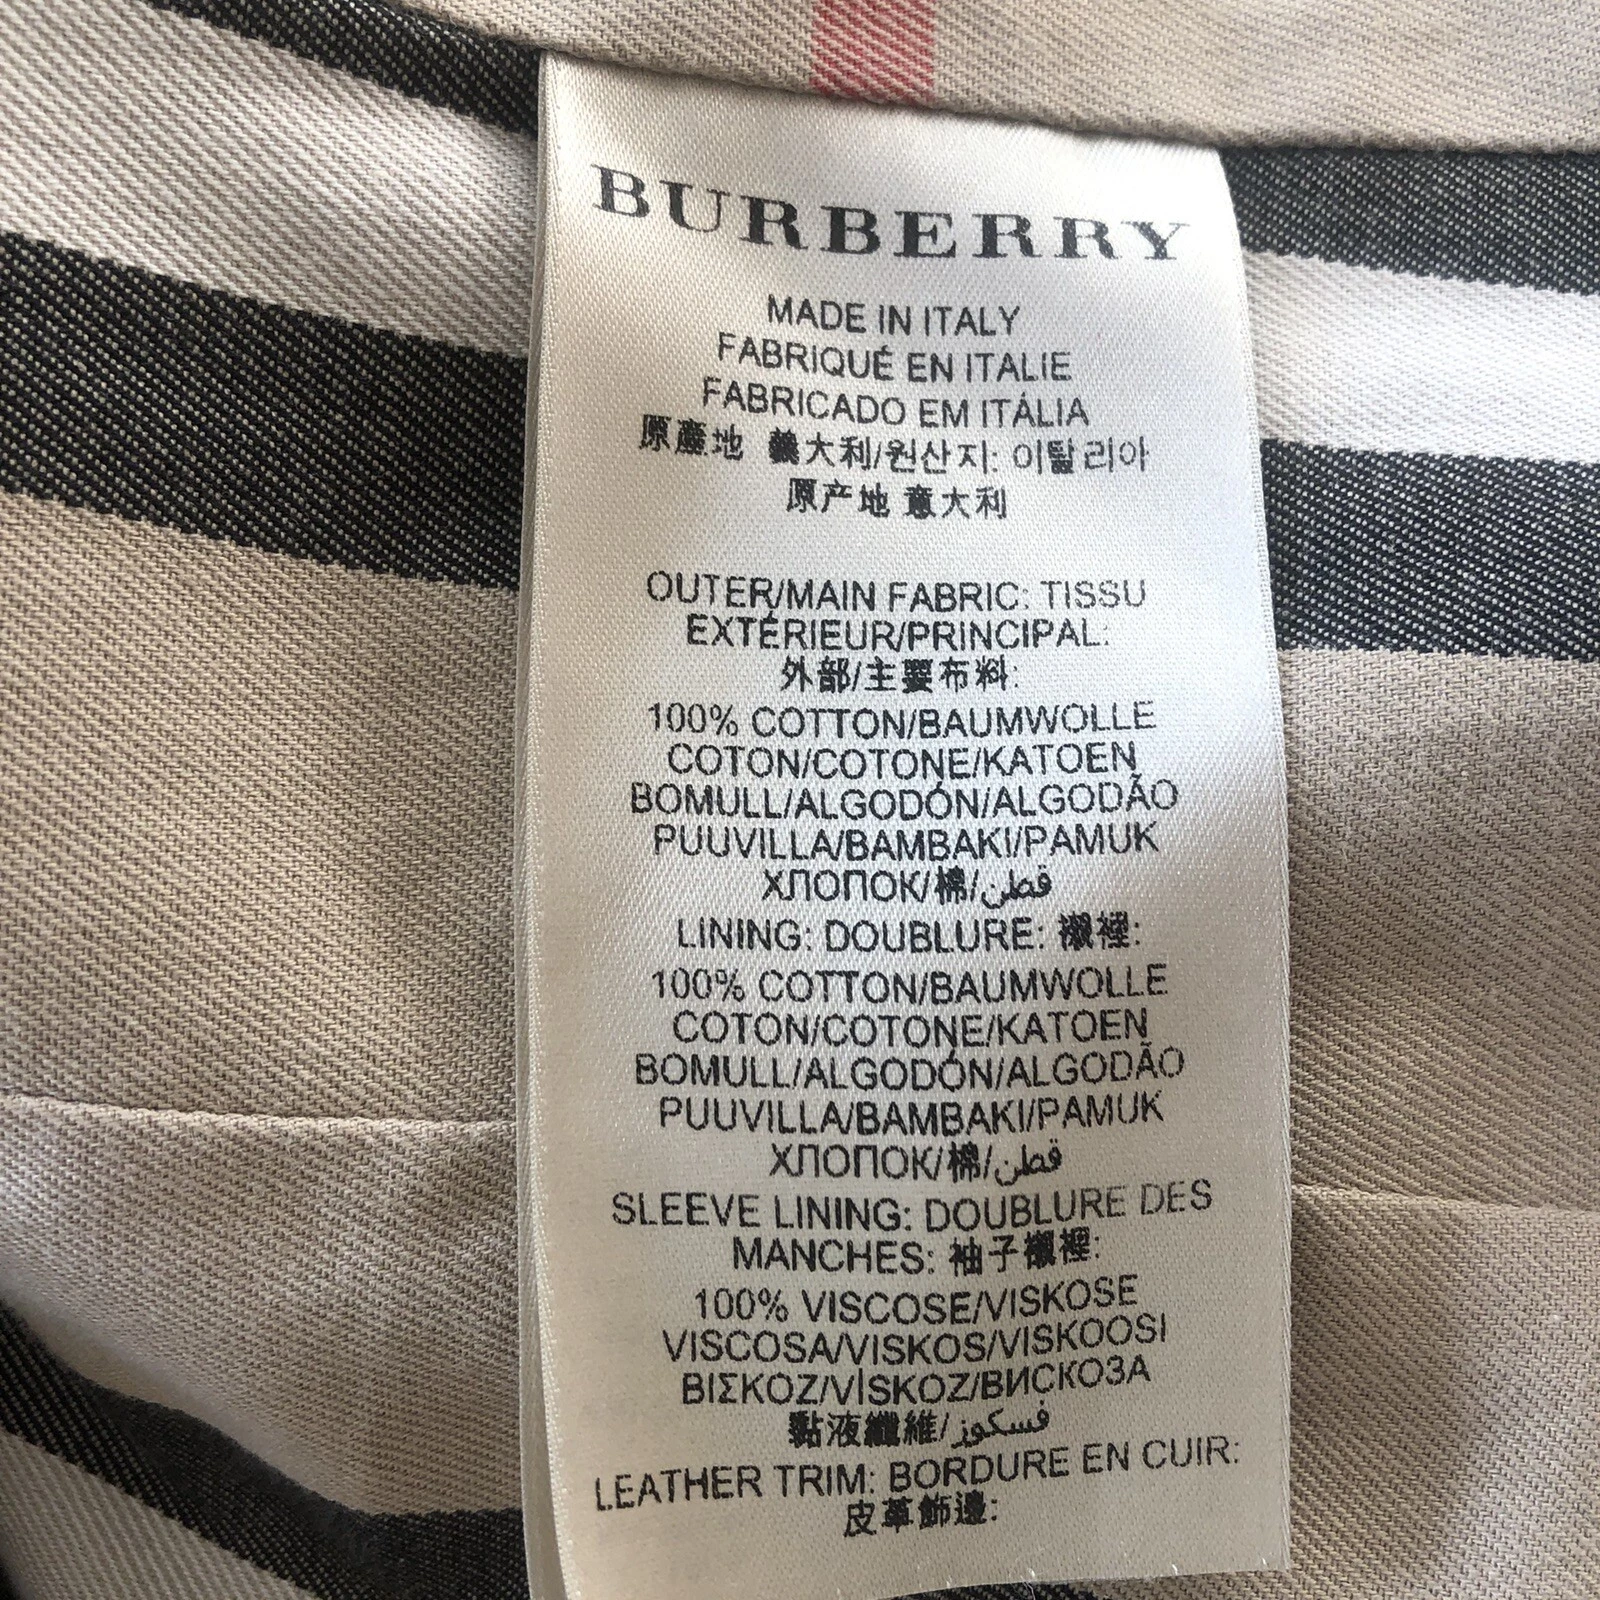 BURBERRY
MADE IN ITALY
FABRIQUÉ EN ITALIE
FABRICADO EM ITÁLIA
原產地 義大利/원산지: 이탈리아
原产地 意大利
OUTER/MAIN FABRIC: TISSU
EXTÉRIEUR/PRINCIPAL:
外部/主要布料:
100% COTTON/BAUMWOLLE
COTON/COTONE/KATOEN
BOMULL/ALGODÓN/ALGODÃO
PUUVILLA/BAMBAKI/PAMUK
ХЛОПОК/棉/قطن
LINING: DOUBLURE: 襯裡:
100% COTTON/BAUMWOLLE
COTON/COTONE/KATOEN
BOMULL/ALGODÓN/ALGODÃO
PUUVILLA/BAMBAKI/PAMUK
ХЛОПОК/棉/قطن
SLEEVE LINING: DOUBLURE DES
MANCHES: 袖子襯裡:
100% VISCOSE/VISKOSE
VISCOSA/VISKOS/VISKOOSI
ΒΙΣΚΟΖ/VİSKOZ/ВИСКОЗА
黏液纖維/فسكوز
LEATHER TRIM: BORDURE EN CUIR:
皮革飾邊: